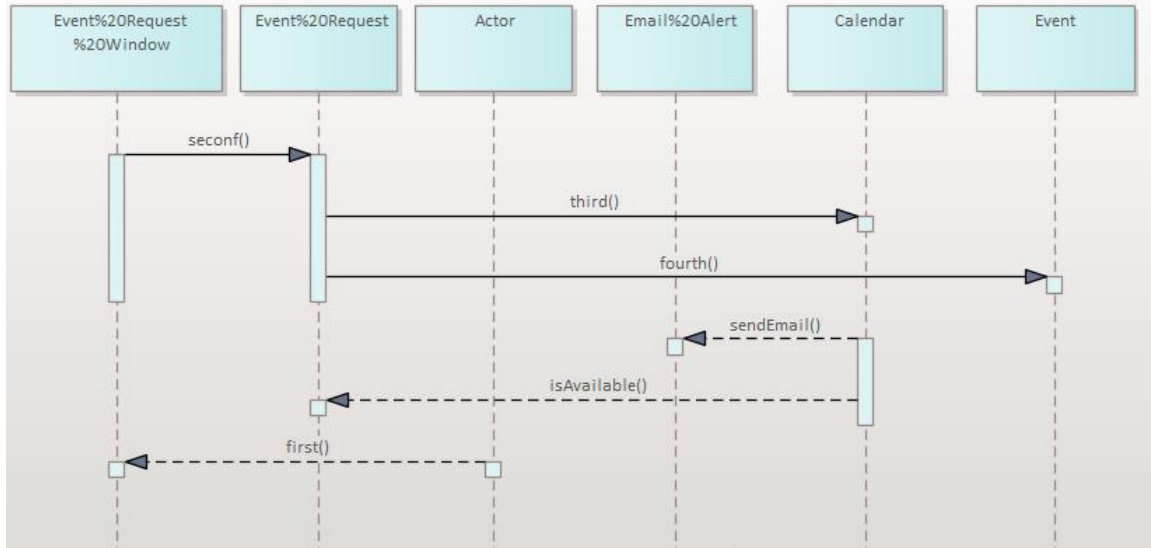 Event%20Request
%20Window
Event%20Request
Actor
Email%20Alert
Calendar
Event
seconf()
third()
fourth()
sendEmail()
isAvailable()
first()